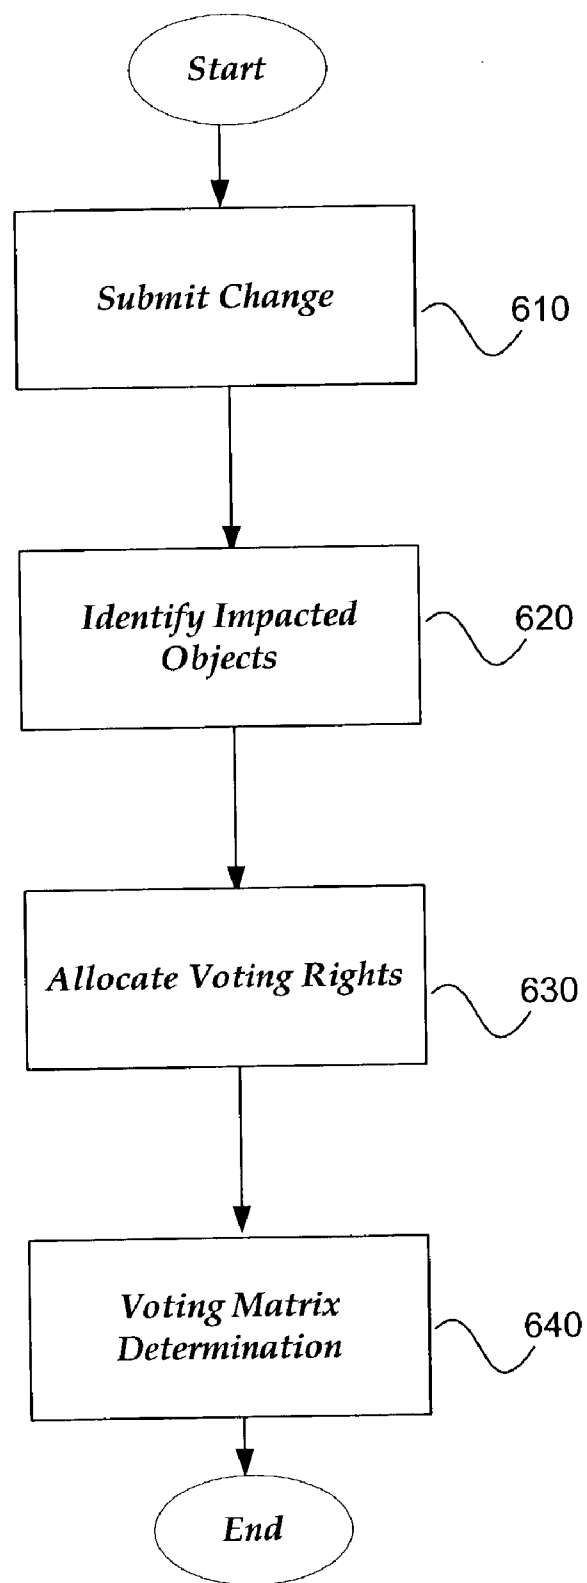 Start
Submit Change
610
Identify Impacted
Objects
620
Allocate Voting Rights
630
Voting Matrix
Determination
640
End